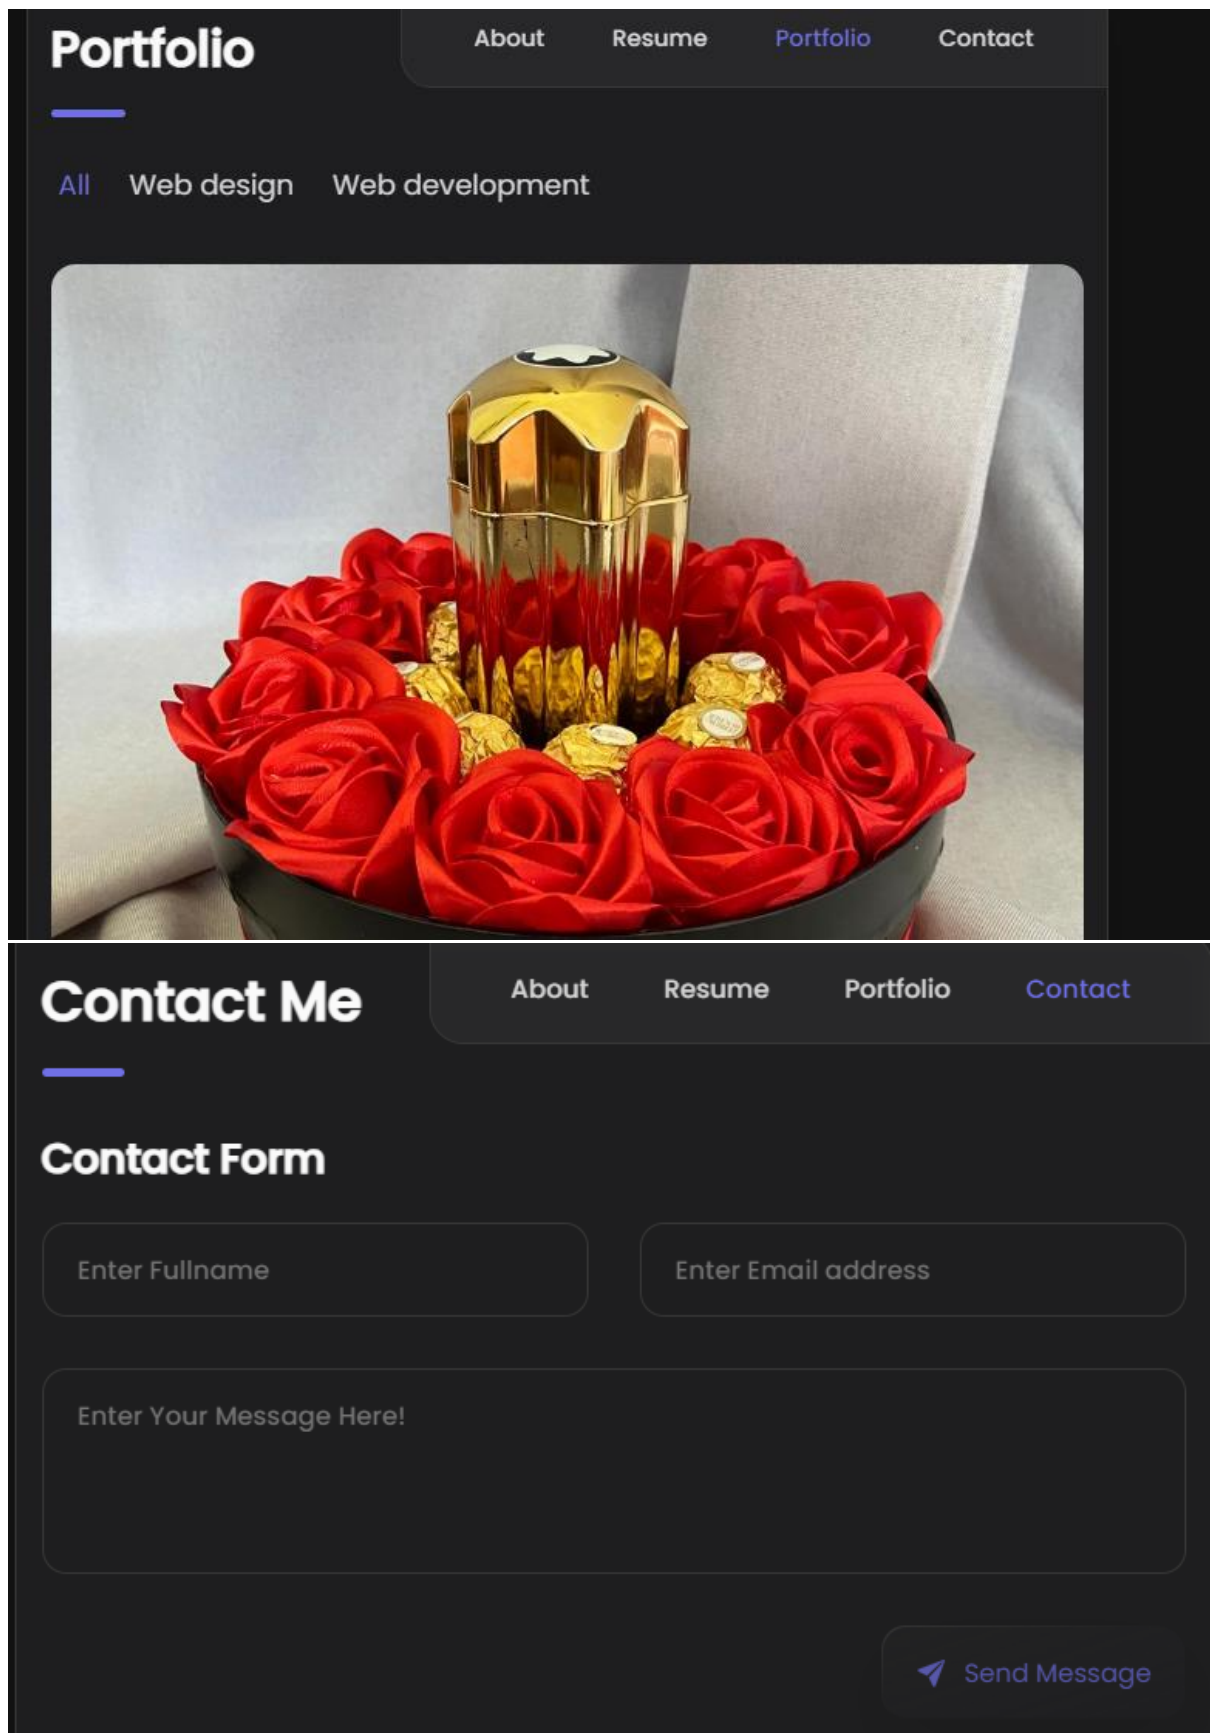 Portfolio
About Resume Portfolio Contact
All Web design Web development
Contact Me
About Resume Portfolio Contact
Contact Form
Enter Fullname Enter Email address
Enter Your Message Here!
Send Message